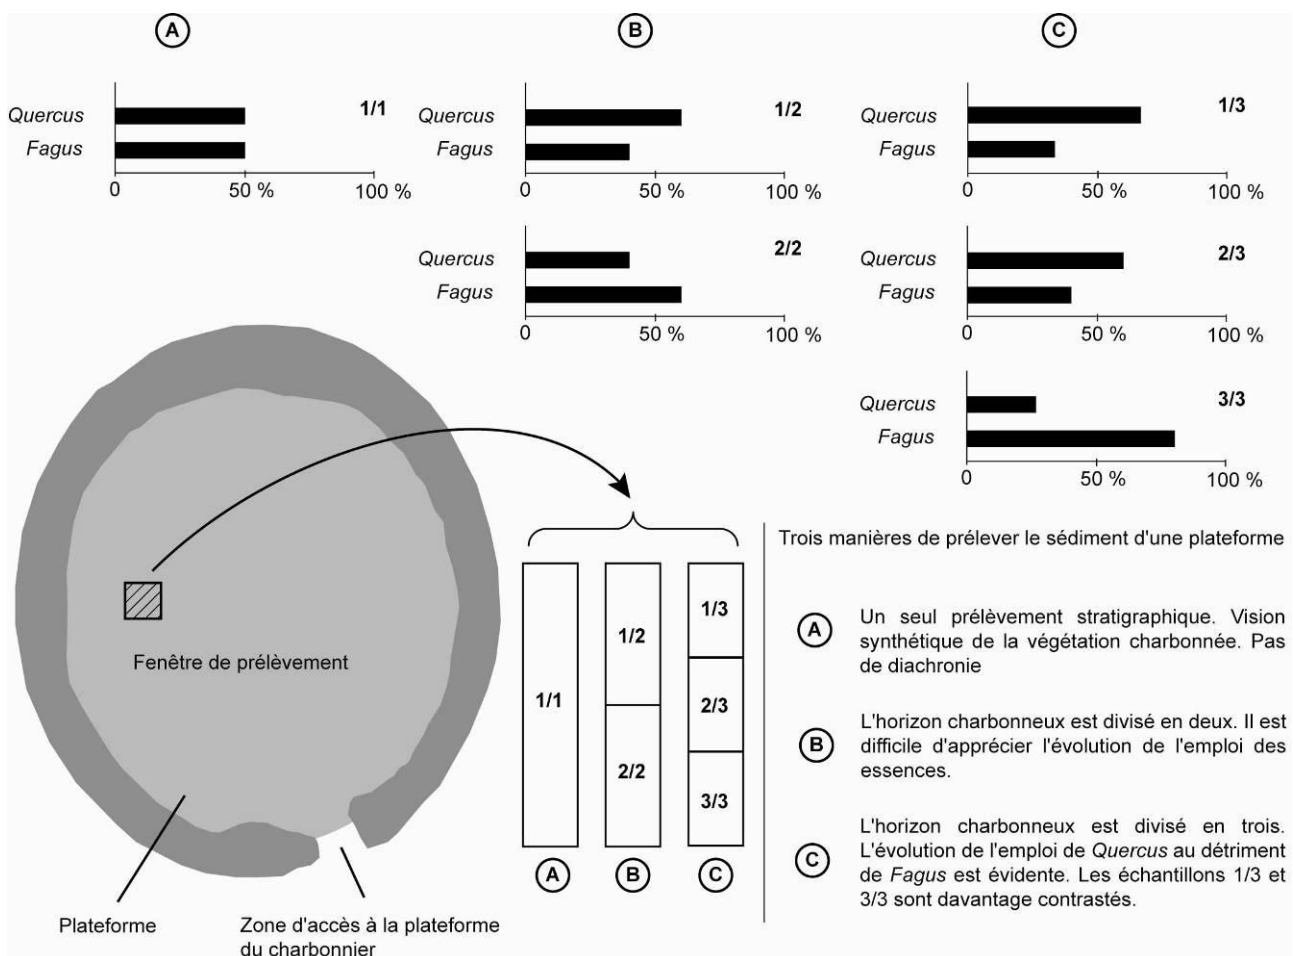 A
B
C
Quercus
Fagus
1/1
0
50 %
100 %
Quercus
Fagus
1/2
0
50 %
100 %
Quercus
Fagus
1/3
0
50 %
100 %
Quercus
Fagus
2/2
0
50 %
100 %
Quercus
Fagus
2/3
0
50 %
100 %
Quercus
Fagus
3/3
0
50 %
100 %
Fenêtre de prélèvement
Plateforme
Zone d'accès à la plateforme
du charbonnier
1/1
1/2
2/2
1/3
2/3
3/3
A
B
C
Trois manières de prélever le sédiment d'une plateforme
A
Un seul prélèvement stratigraphique. Vision
synthétique de la végétation charbonnée. Pas
de diachronie
B
L'horizon charbonneux est divisé en deux. Il est
difficile d'apprécier l'évolution de l'emploi des
essences.
C
L'horizon charbonneux est divisé en trois.
L'évolution de l'emploi de Quercus au détriment
de Fagus est évidente. Les échantillons 1/3 et
3/3 sont davantage contrastés.